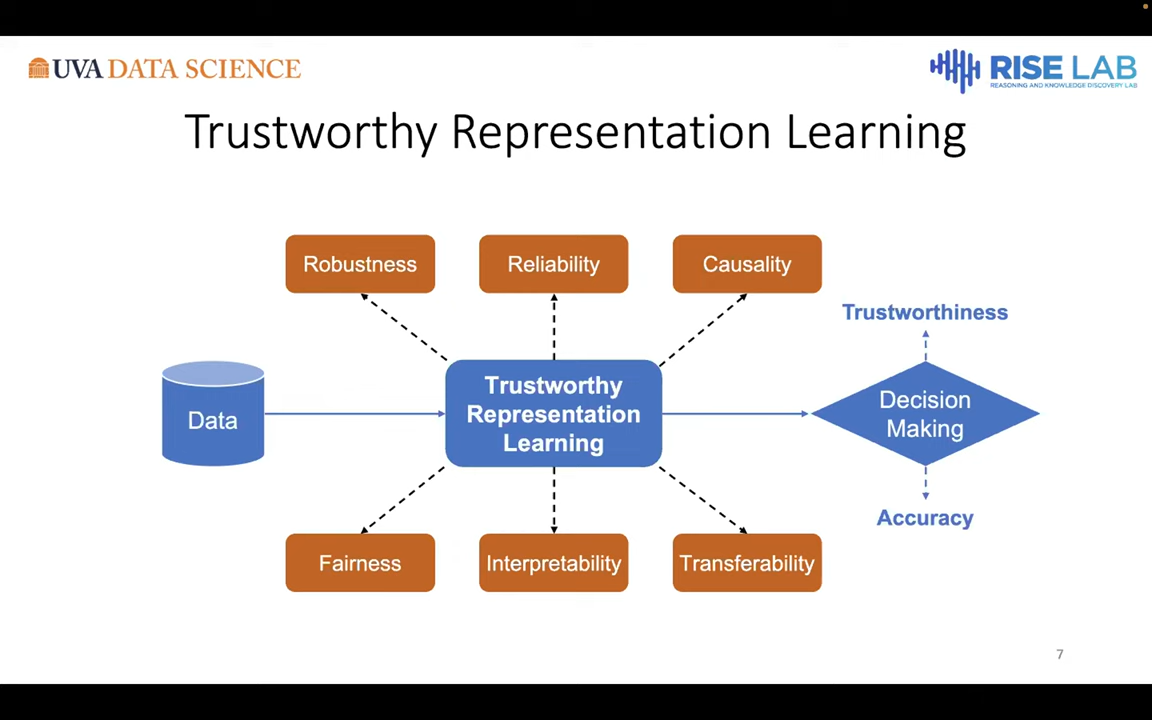 UVA DATA SCIENCE
RISE LAB
REASONING AND KNOWLEDGE DISCOVERY LAB
Trustworthy Representation Learning
Robustness
Reliability
Causality
Trustworthiness
Data
Trustworthy
Representation
Learning
Decision
Making
Accuracy
Fairness
Interpretability
Transferability
7